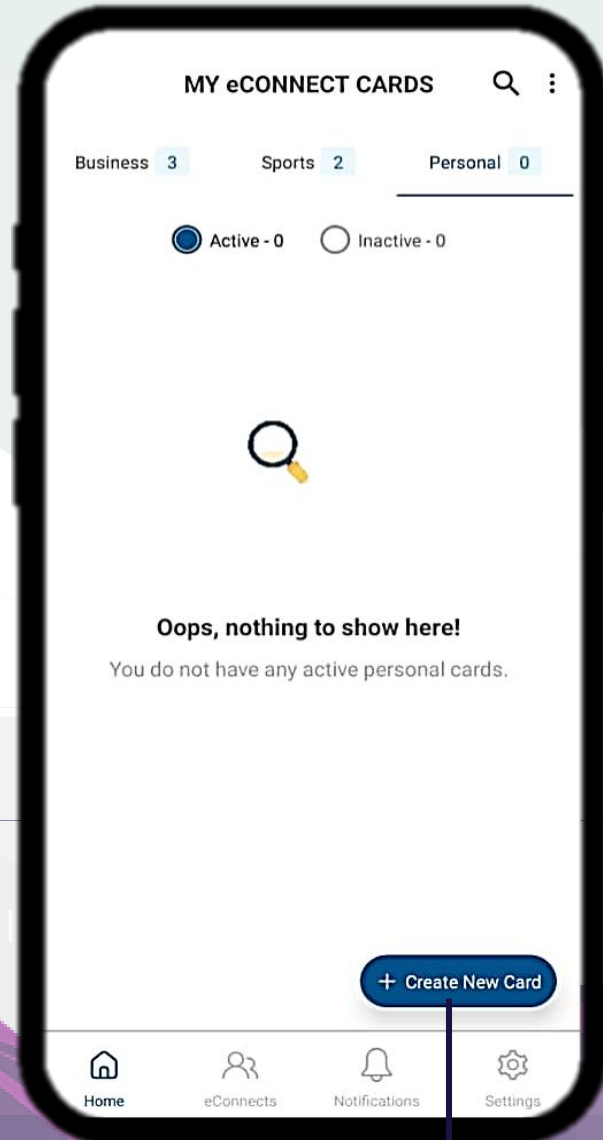 MY eCONNECT CARDS
Business 3 Sports 2 Personal 0
Active - 0 Inactive - 0
Oops, nothing to show here!
You do not have any active personal cards.
+ Create New Card
Home eConnects Notifications Settings